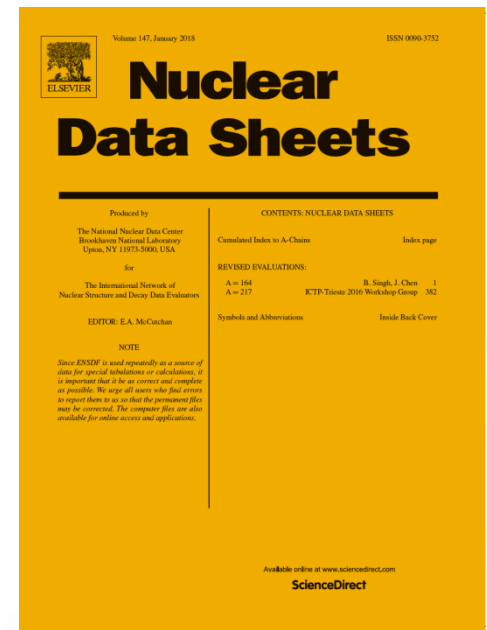 Volume 147, January 2018 ISSN 0090-3752
ELSEVIER
Nuclear
Data Sheets
Produced by
The National Nuclear Data Center
Brookhaven National Laboratory
Upton, NY 11973-5000, USA
for
The International Network of
Nuclear Structure and Decay Data Evaluators
EDITOR: E.A. McCutchan
NOTE
Since ENSDF is used repeatedly as a source of
data for special tabulations or calculations, it
is important that it be as correct and complete
as possible. We urge all users who find errors
to report them to us so that the permanent files
may be corrected. The computer files are also
available for online access and applications.
CONTENTS: NUCLEAR DATA SHEETS
Cumulated Index to A-Chains Index page
REVISED EVALUATIONS:
A = 164 B. Singh, J. Chen 1
A = 217 ICTP-Trieste 2016 Workshop Group 382
Symbols and Abbreviations Inside Back Cover
Available online at www.sciencedirect.com
ScienceDirect